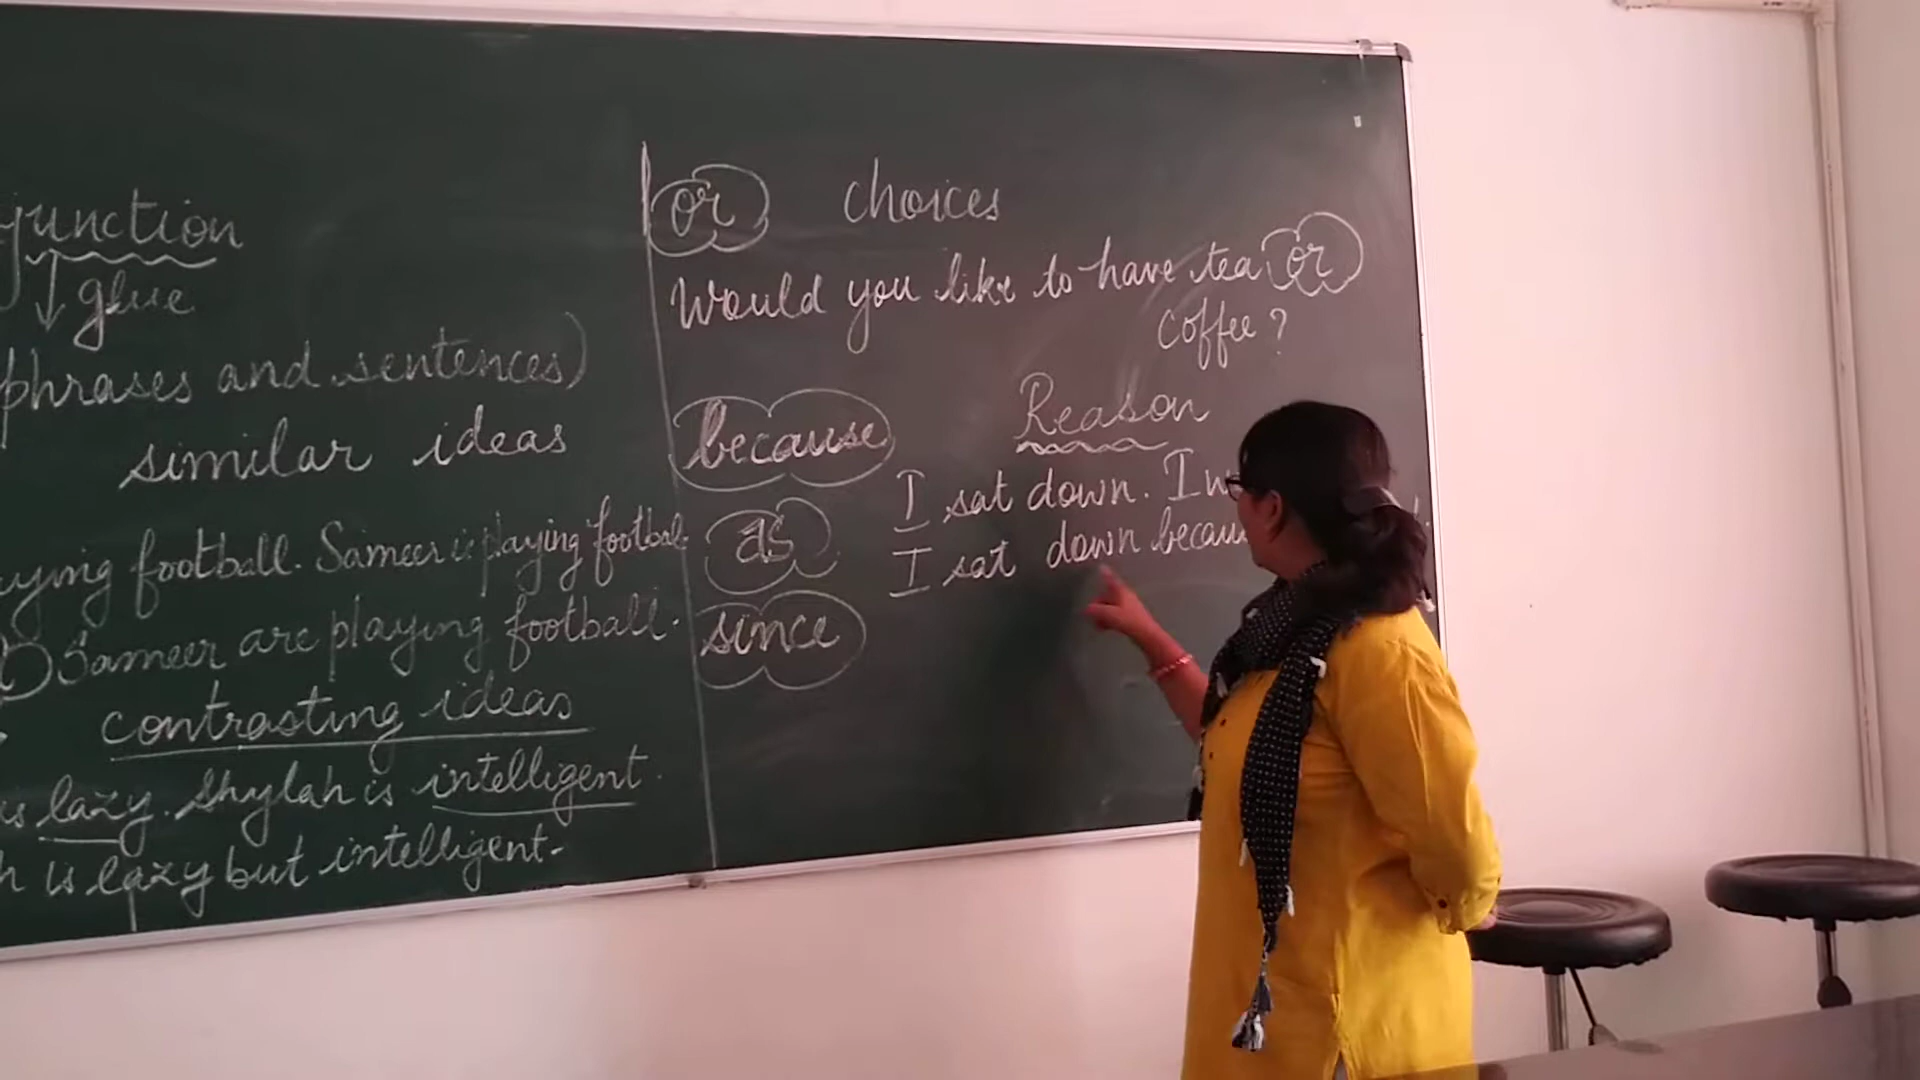 junction
glue
phrases and sentences)
similar ideas
football. Sameer is playing football.
Sameer are playing football.
contrasting ideas
is lazy. Shylah is intelligent.
is lazy but intelligent.
or choices
Would you like to have tea or
coffee?
because Reason
I sat down. I
as
I sat down
since